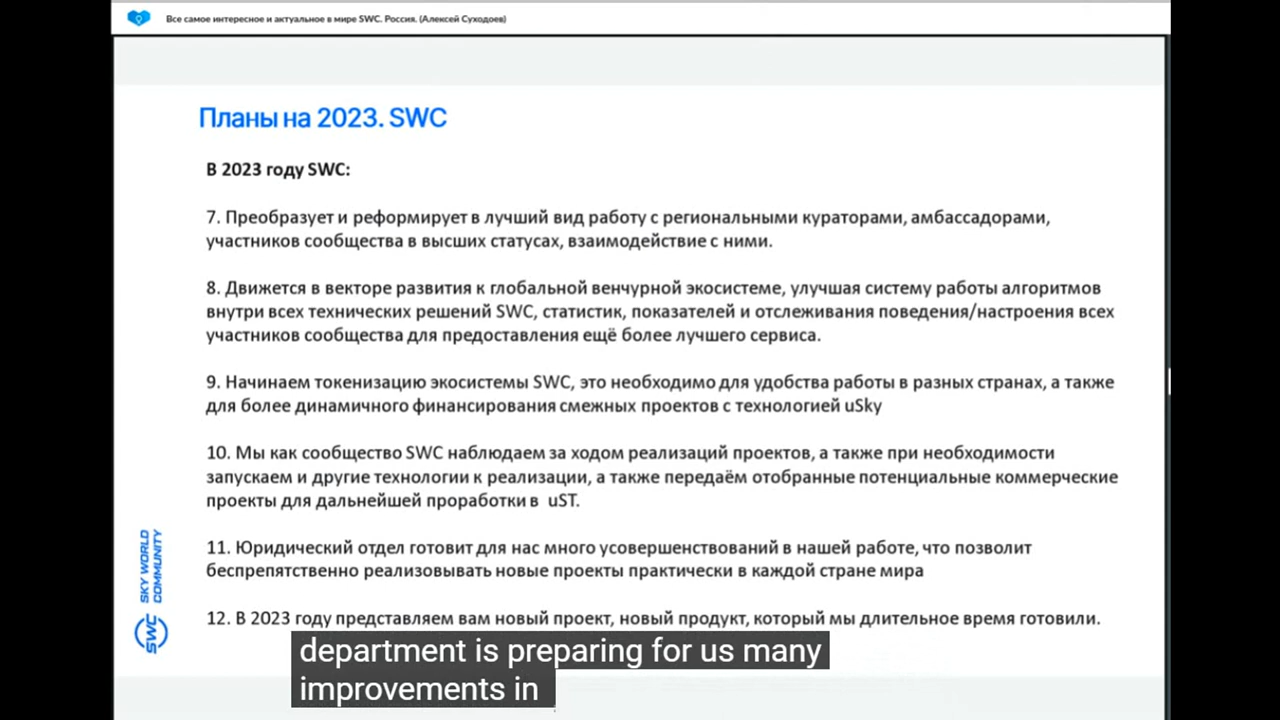 Все самое интересное и актуальное в мире SWC. Россия. (Алексей Суходоев)
Планы на 2023. SWC
В 2023 году SWC:
7. Преобразует и реформирует в лучший вид работу с региональными кураторами, амбассадорами,
участников сообщества в высших статусах, взаимодействие с ними.
8. Движется в векторе развития к глобальной венчурной экосистеме, улучшая систему работы алгоритмов
внутри всех технических решений SWC, статистик, показателей и отслеживания поведения/настроения всех
участников сообщества для предоставления ещё более лучшего сервиса.
9. Начинаем токенизацию экосистемы SWC, это необходимо для удобства работы в разных странах, а также
для более динамичного финансирования смежных проектов с технологией uSky
10. Мы как сообщество SWC наблюдаем за ходом реализаций проектов, а также при необходимости
запускаем и другие технологии к реализации, а также передаём отобранные потенциальные коммерческие
проекты для дальнейшей проработки в uST.
11. Юридический отдел готовит для нас много усовершенствований в нашей работе, что позволит
беспрепятственно реализовывать новые проекты практически в каждой стране мира
12. В 2023 году представляем вам новый проект, новый продукт, который мы длительное время готовили.
SWC SKY WORLD
COMMUNITY
department is preparing for us many
improvements in